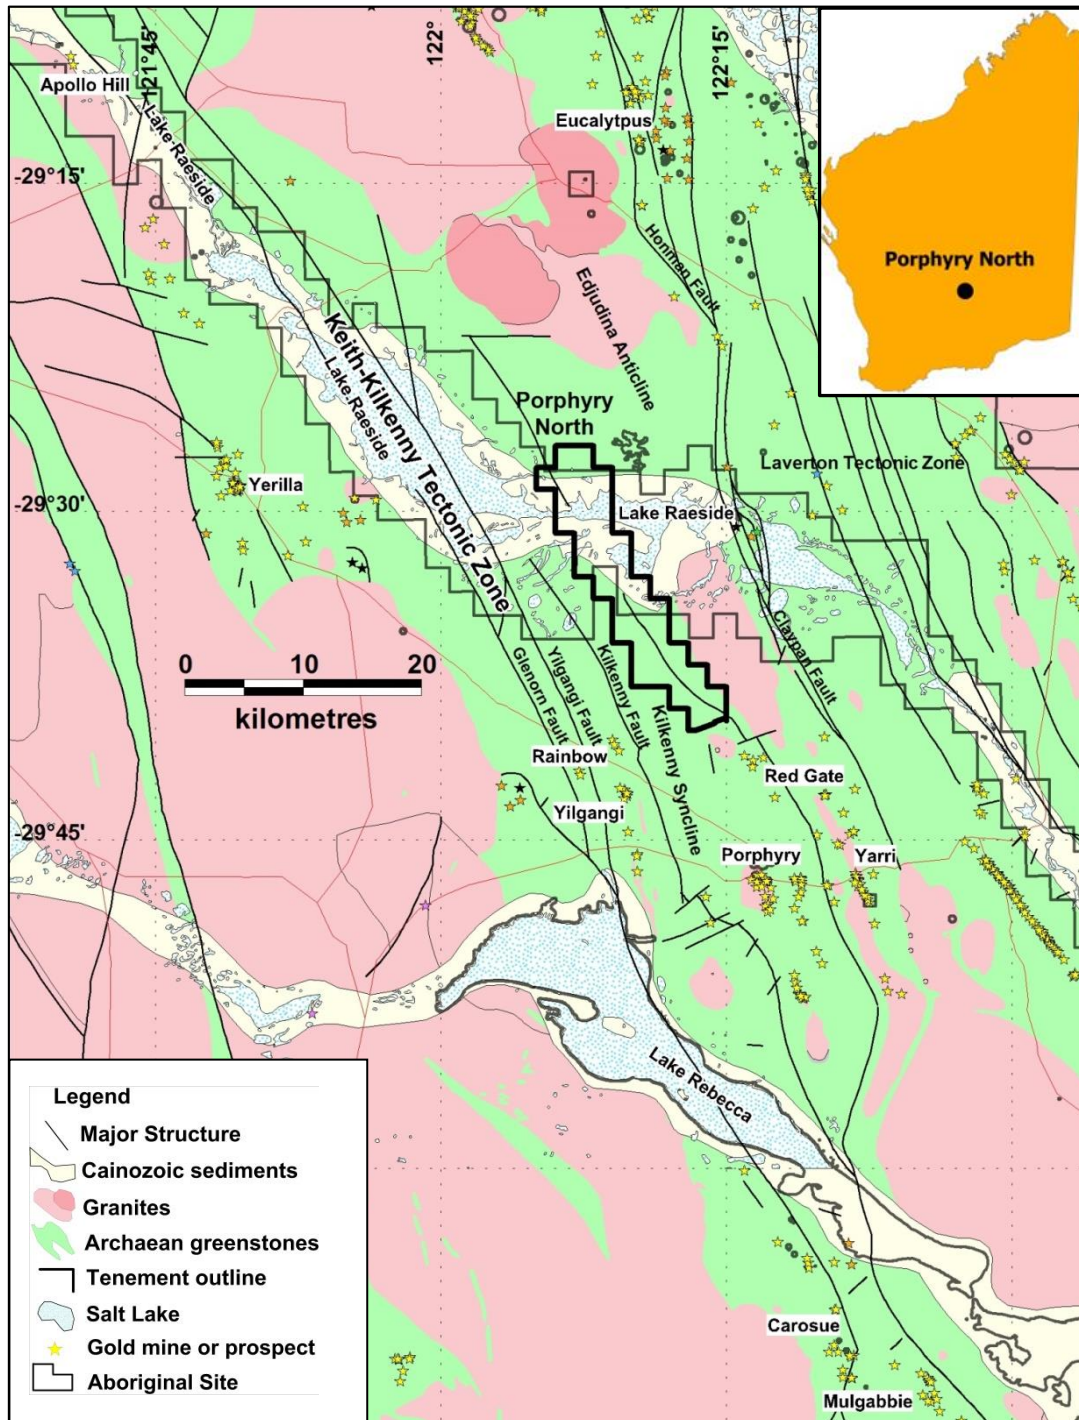 121°45'
122°
122°15'
Apollo Hill
Lake Raeside
Eucalytpus
-29°15'
Honman Fault
Edjudina Anticline
Porphyry North
Keith-Kilkenny Tectonic Zone
Lake Raeside
Porphyry
North
Laverton Tectonic Zone
Yerilla
-29°30'
Lake Raeside
Claypan Fault
0 10 20
kilometres
Glenorn Fault
Yilgangi Fault
Kilkenny Fault
Kilkenny Syncline
Rainbow
Red Gate
Yilgangi
-29°45'
Porphyry
Yarri
Lake Rebecca
Legend
Major Structure
Cainozoic sediments
Granites
Archaean greenstones
Tenement outline
Salt Lake
Gold mine or prospect
Aboriginal Site
Carosue
Mulgabbie